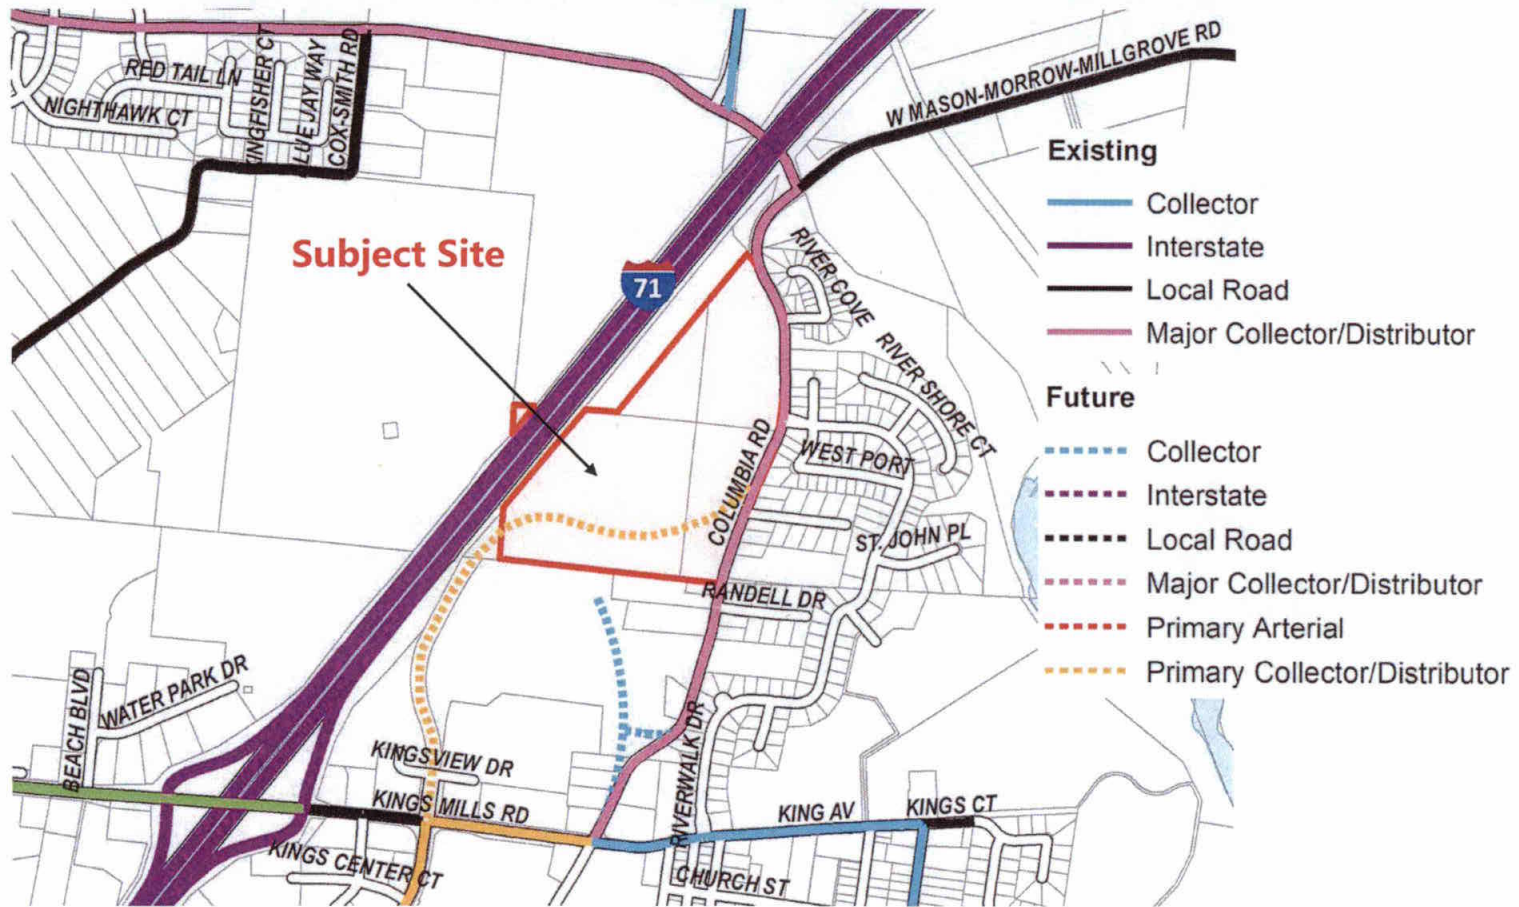 RED TAIL LN
NIGHTHAWK CT
KINGFISHER CT
LUE JAY WAY
COX-SMITH RD
W MASON-MORROW-MILLGROVE RD
Subject Site
71
RIVER COVE
RIVER SHORE CT
COLUMBIA RD
WEST PORT
ST. JOHN PL
RANDELL DR
BEACH BLVD
WATER PARK DR
KINGSVIEW DR
KINGS MILLS RD
RIVERWALK DR
KING AV
KINGS CT
KINGS CENTER CT
CHURCH ST
Existing
Collector
Interstate
Local Road
Major Collector/Distributor
Future
Collector
Interstate
Local Road
Major Collector/Distributor
Primary Arterial
Primary Collector/Distributor